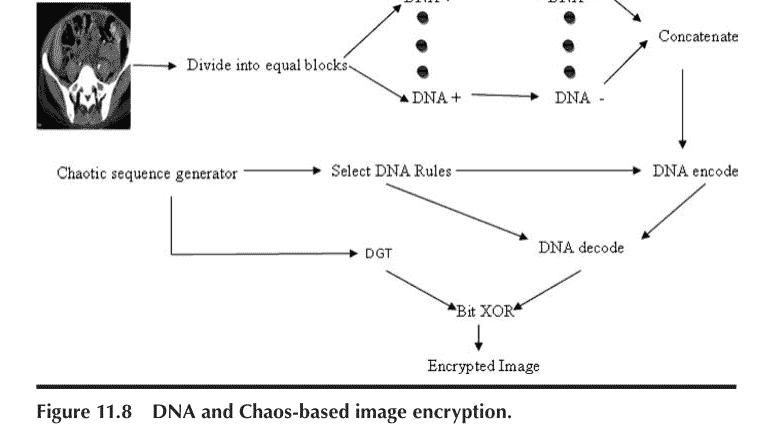 Concatenate
Divide into equal blocks
DNA + DNA -
Chaotic sequence generator Select DNA Rules DNA encode
DNA decode
DGT
Bit XOR
Encrypted Image
Figure 11.8 DNA and Chaos-based image encryption.